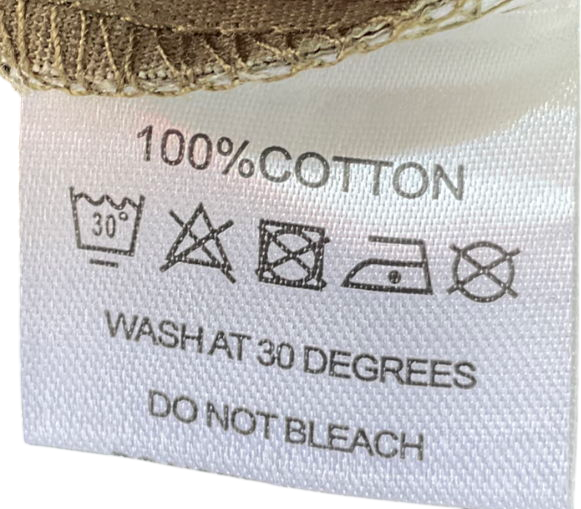 100%COTTON
30°
WASH AT 30 DEGREES
DO NOT BLEACH